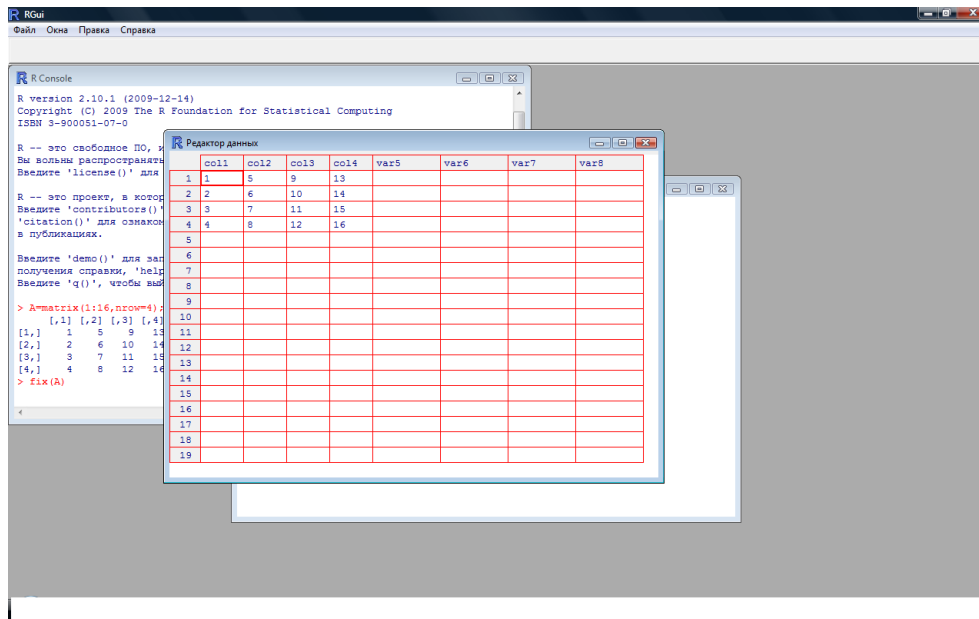 RGui
Файл Окна Правка Справка
R Console
R version 2.10.1 (2009-12-14)
Copyright (C) 2009 The R Foundation for Statistical Computing
ISBN 3-900051-07-0
R -- это свободное ПО, и
Вы вольны распространять
Введите 'license()' для
R -- это проект, в котор
Введите 'contributors()'
'citation()' для ознаком
в публикациях.
Введите 'demo()' для зап
получения справки, 'help
Введите 'q()', чтобы вый
> A=matrix(1:16,nrow=4);
[,1] [,2] [,3] [,4]
[1,] 1 5 9 13
[2,] 2 6 10 14
[3,] 3 7 11 15
[4,] 4 8 12 16
> fix(A)
Редактор данных
col1 col2 col3 col4 var5 var6 var7 var8
1 1 5 9 13
2 2 6 10 14
3 3 7 11 15
4 4 8 12 16
5
6
7
8
9
10
11
12
13
14
15
16
17
18
19